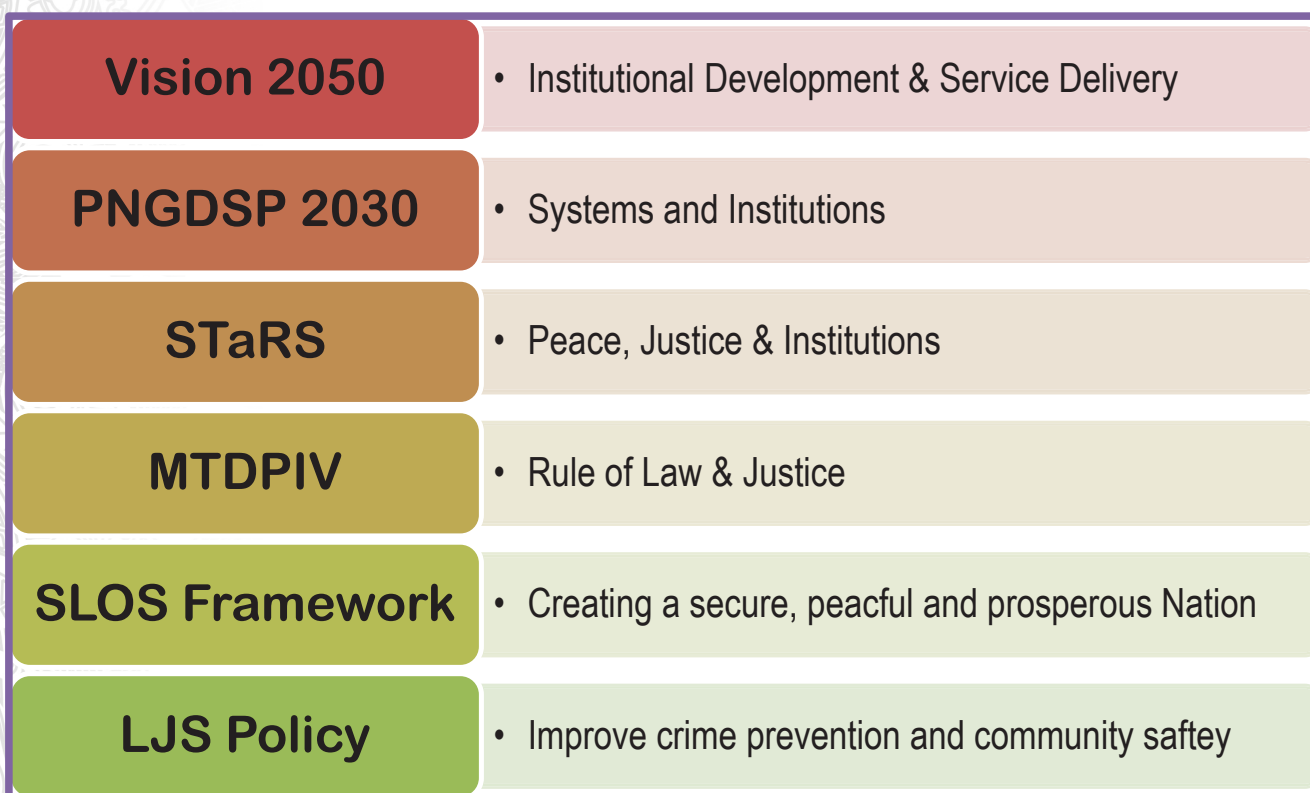 Vision 2050
• Institutional Development & Service Delivery
PNGDSP 2030
• Systems and Institutions
STaRS
• Peace, Justice & Institutions
MTDPIV
• Rule of Law & Justice
SLOS Framework
• Creating a secure, peacful and prosperous Nation
LJS Policy
• Improve crime prevention and community saftey